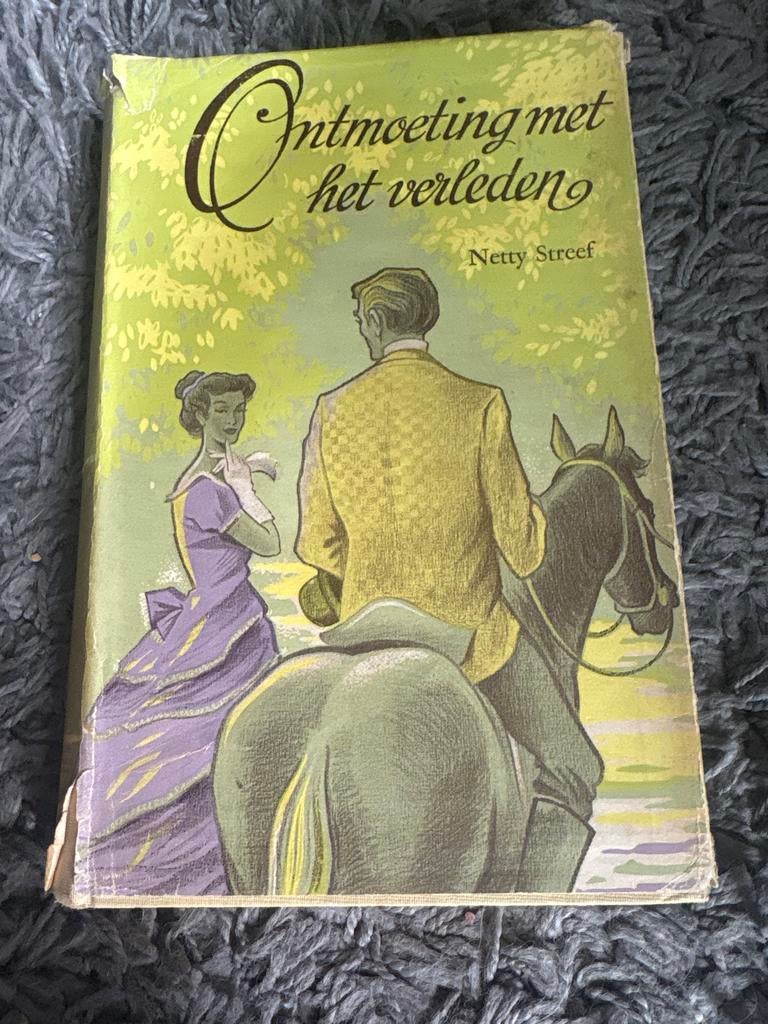 Ontmoeting met
het verleden
Netty Streef